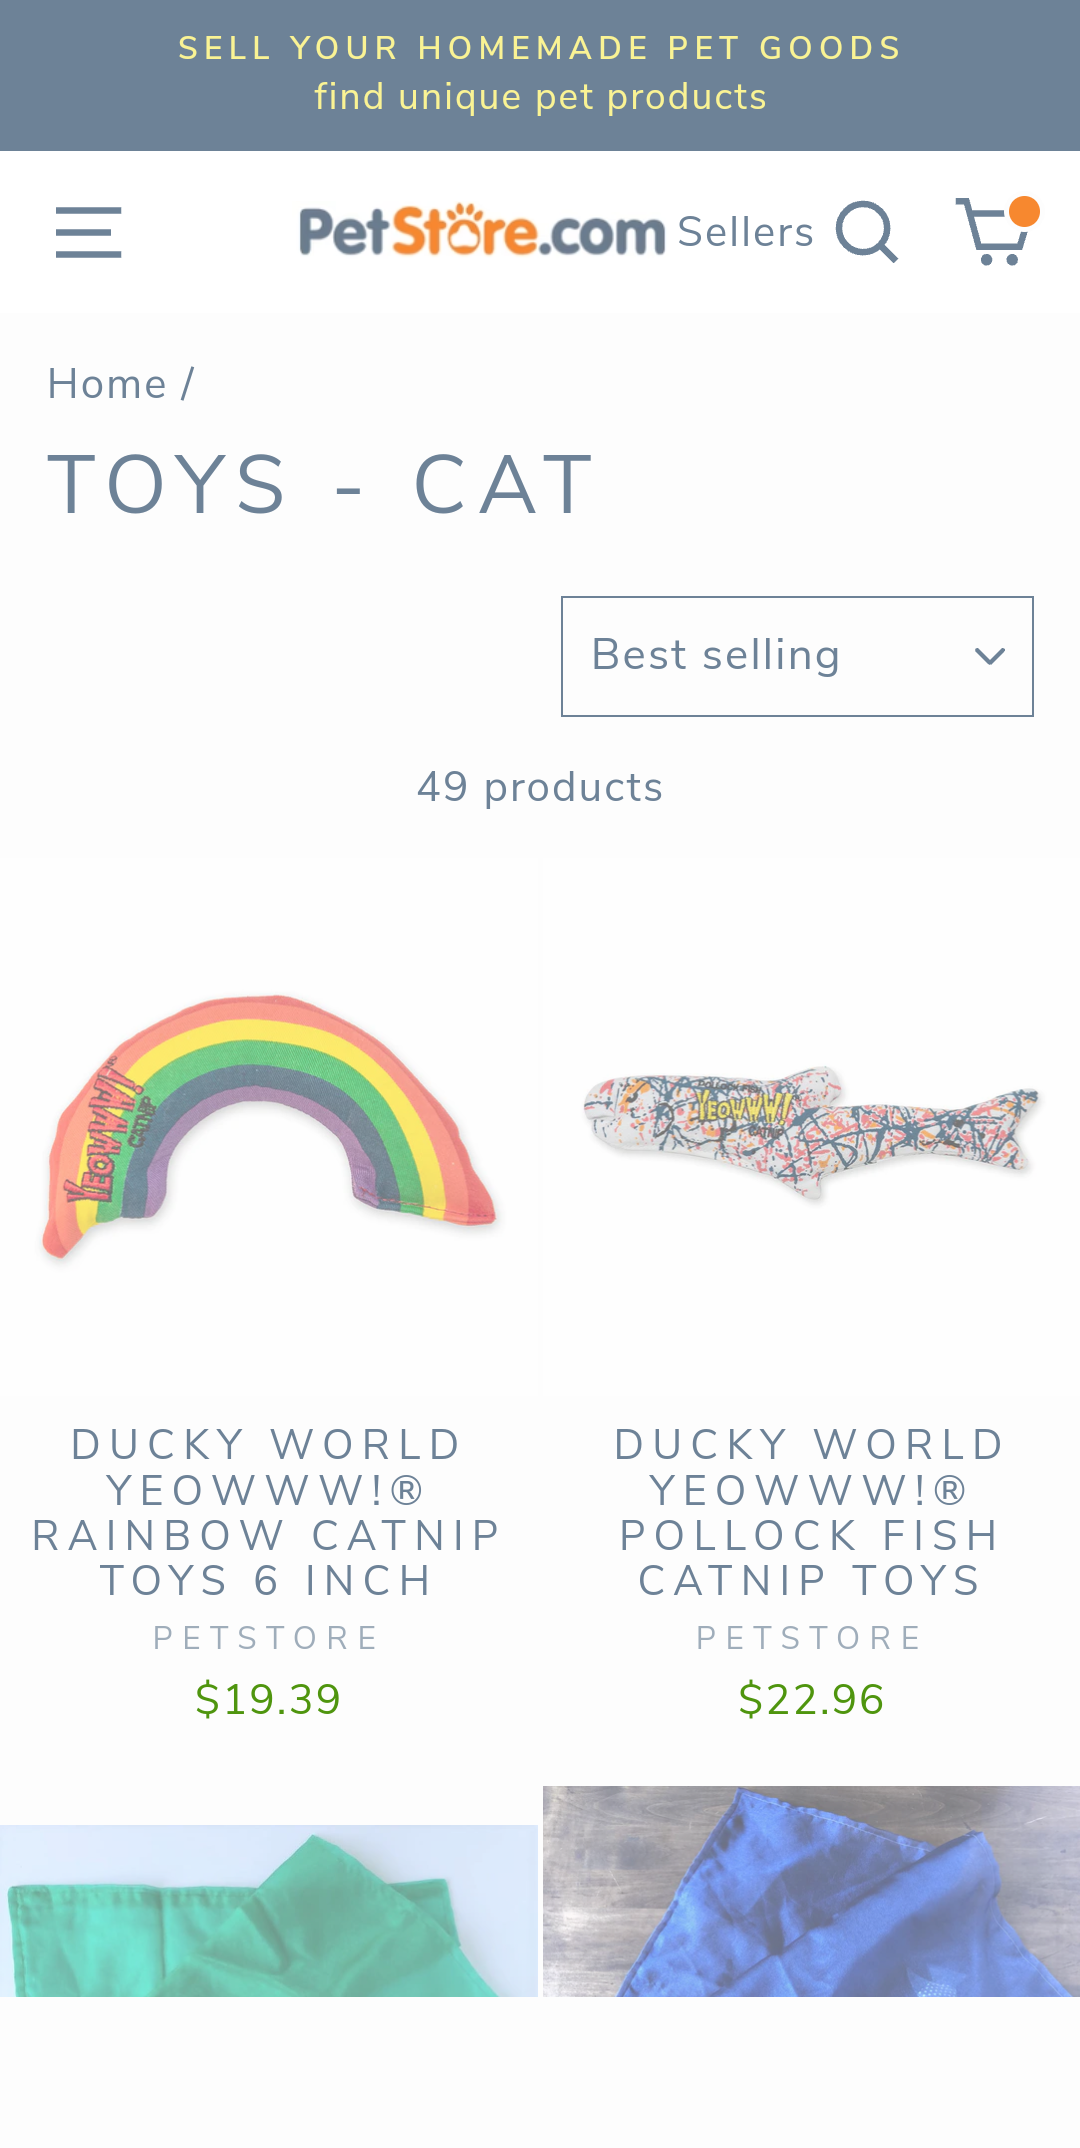 SELL YOUR HOMEMADE PET GOODS
find unique pet products
PetStore.com
Sellers
Home /
TOYS - CAT
Best selling
49 products
YEOWWW!
CATNIP
YEOWWW!
CATNIP
DUCKY WORLD
YEOWWW!®
RAINBOW CATNIP
TOYS 6 INCH
PETSTORE
$19.39
DUCKY WORLD
YEOWWW!®
POLLOCK FISH
CATNIP TOYS
PETSTORE
$22.96